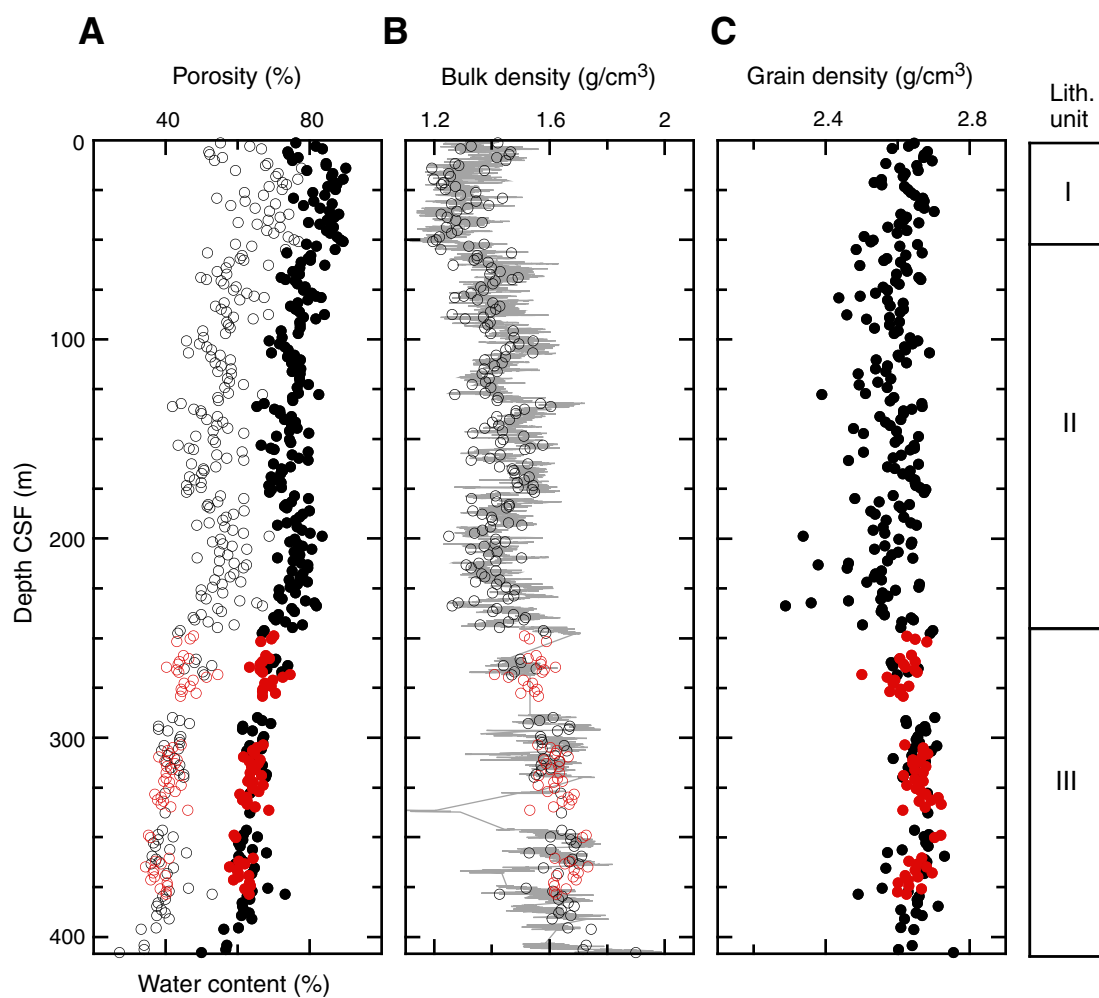 A
B
C
Porosity (%)
Bulk density (g/cm³)
Grain density (g/cm³)
Lith.
unit
40 80
1.2 1.6 2
2.4 2.8
0
100
200
300
400
Depth CSF (m)
I
II
III
Water content (%)